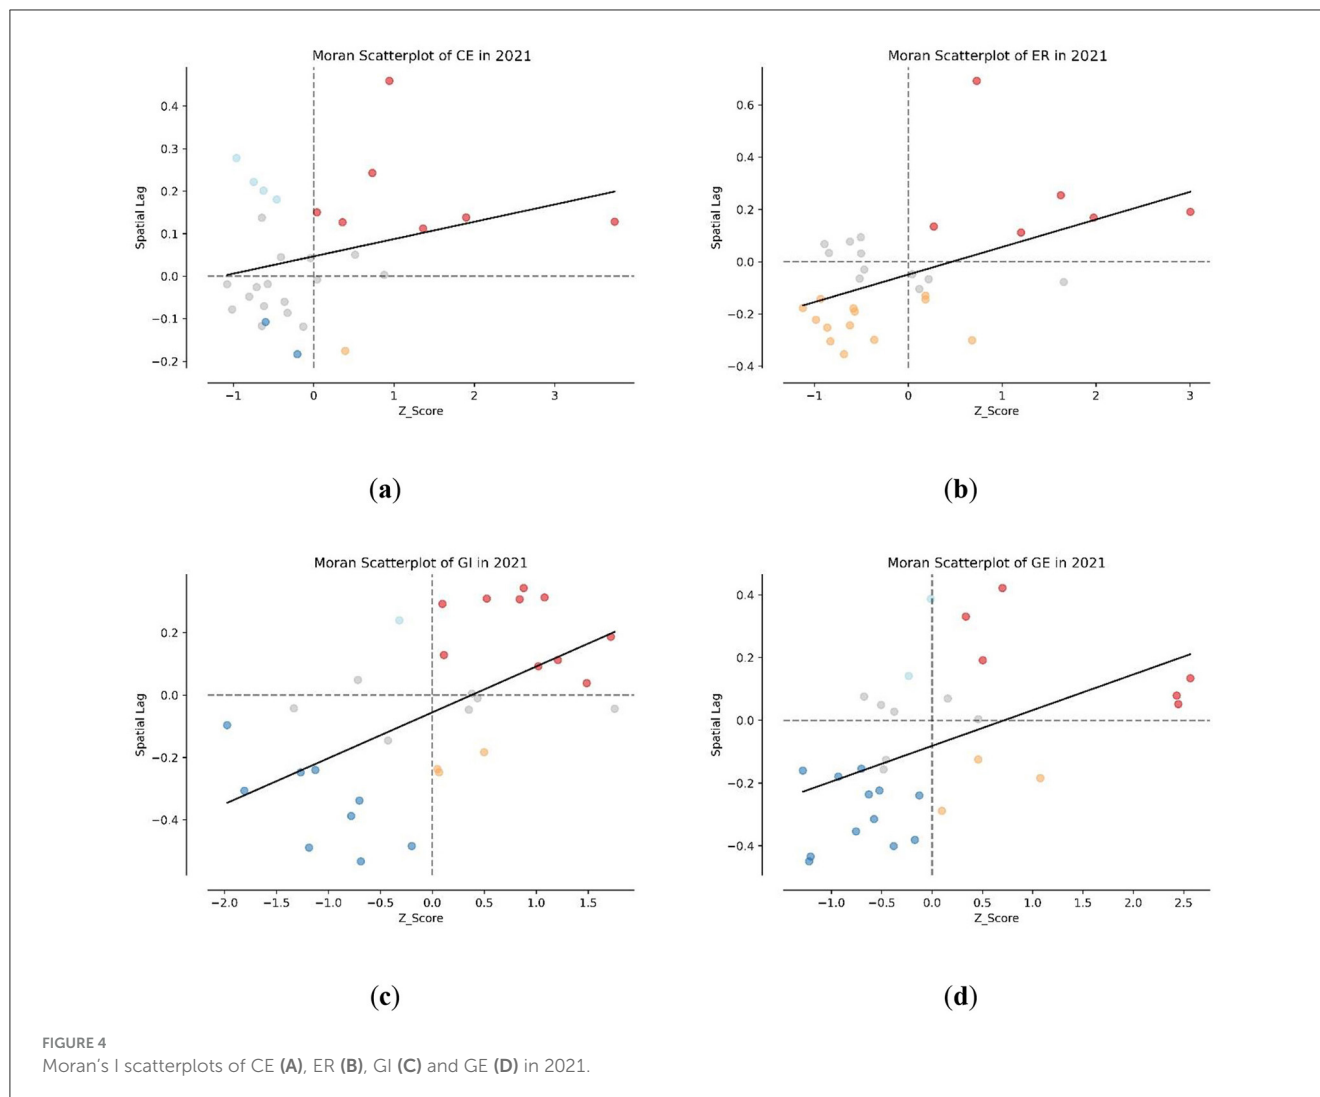 Moran Scatterplot of CE in 2021
0.4
0.3
0.2
0.1
0.0
−0.1
−0.2
Spatial Lag
−1
0
1
2
3
Z_Score
(a)
Moran Scatterplot of ER in 2021
0.6
0.4
0.2
0.0
−0.2
−0.4
Spatial Lag
−1
0
1
2
3
Z_Score
(b)
Moran Scatterplot of GI in 2021
0.2
0.0
−0.2
−0.4
Spatial Lag
−2.0
−1.5
−1.0
−0.5
0.0
0.5
1.0
1.5
Z_Score
(c)
Moran Scatterplot of GE in 2021
0.4
0.2
0.0
−0.2
−0.4
Spatial Lag
−1.0
−0.5
0.0
0.5
1.0
1.5
2.0
2.5
Z_Score
(d)
FIGURE 4
Moran's I scatterplots of CE (A), ER (B), GI (C) and GE (D) in 2021.